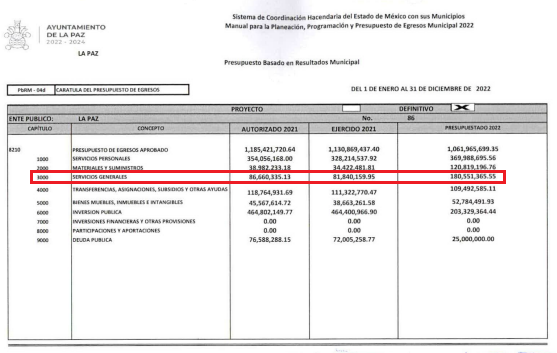 Sistema de Coordinación Hacendaria del Estado de México con sus Municipios
Manual para la Planeación, Programación y Presupuesto de Egresos Municipal 2022
AYUNTAMIENTO
DE LA PAZ
2022 - 2024
LA PAZ
Presupuesto Basado en Resultados Municipal
PbRM - 04d CARATULA DEL PRESUPUESTO DE EGRESOS DEL 1 DE ENERO AL 31 DE DICIEMBRE DE 2022
PROYECTO DEFINITIVO X
ENTE PUBLICO: LA PAZ No. 86
CAPÍTULO CONCEPTO AUTORIZADO 2021 EJERCIDO 2021 PRESUPUESTADO 2022
8210 PRESUPUESTO DE EGRESOS APROBADO 1,185,421,720.64 1,130,869,437.40 1,061,965,699.35
1000 SERVICIOS PERSONALES 354,056,168.00 328,214,537.92 369,988,695.56
2000 MATERIALES Y SUMINISTROS 38,982,233.18 34,422,481.81 120,819,196.76
3000 SERVICIOS GENERALES 86,660,335.13 81,840,159.95 180,551,365.55
4000 TRANSFERENCIAS, ASIGNACIONES, SUBSIDIOS Y OTRAS AYUDAS 118,764,931.69 111,322,770.47 109,492,585.11
5000 BIENES MUEBLES, INMUEBLES E INTANGIBLES 45,567,614.72 38,663,261.58 52,784,491.93
6000 INVERSION PUBLICA 464,802,149.77 464,400,966.90 203,329,364.44
7000 INVERSIONES FINANCIERAS Y OTRAS PROVISIONES 0.00 0.00 0.00
8000 PARTICIPACIONES Y APORTACIONES 0.00 0.00 0.00
9000 DEUDA PUBLICA 76,588,288.15 72,005,258.77 25,000,000.00